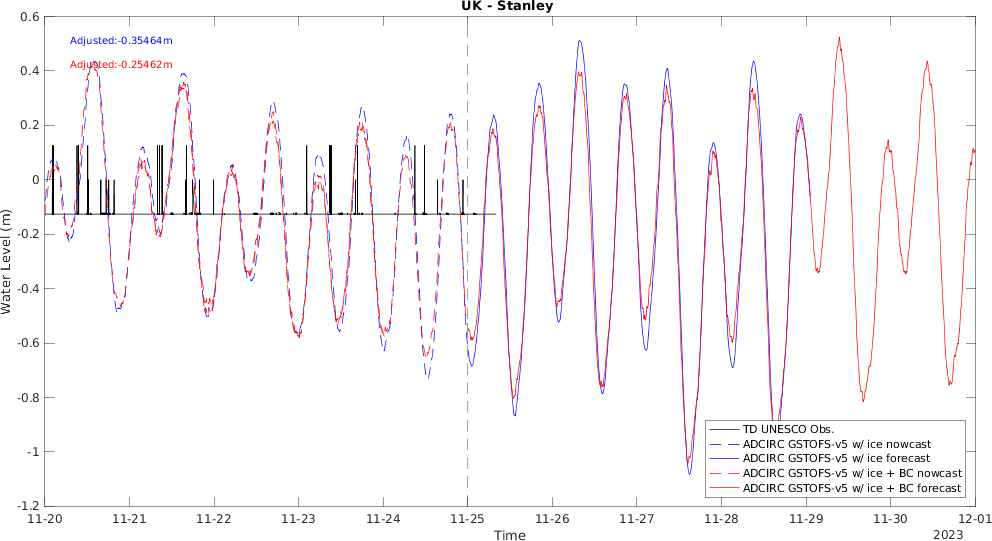 UK - Stanley
Adjusted:-0.35464m
Adjusted:-0.25462m
Water Level (m)
0.6
0.4
0.2
0
-0.2
-0.4
-0.6
-0.8
-1
-1.2
TD UNESCO Obs.
ADCIRC GSTOFS-v5 w/ ice nowcast
ADCIRC GSTOFS-v5 w/ ice forecast
ADCIRC GSTOFS-v5 w/ ice + BC nowcast
ADCIRC GSTOFS-v5 w/ ice + BC forecast
11-20 11-21 11-22 11-23 11-24 11-25 11-26 11-27 11-28 11-29 11-30 12-01
Time
2023